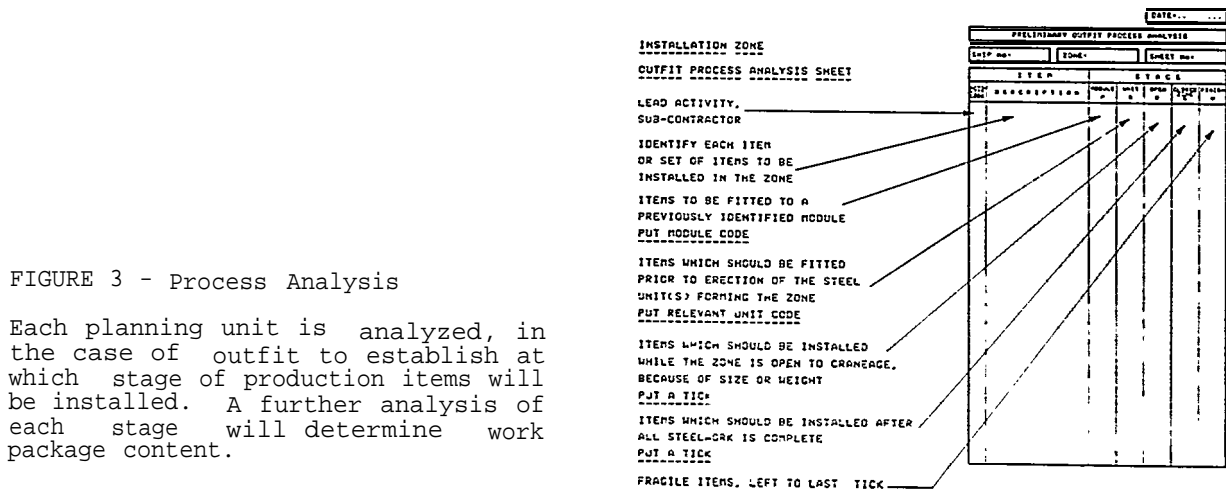 FIGURE 3 - Process Analysis
Each planning unit is analyzed, in
the case of outfit to establish at
which stage of production items will
be installed. A further analysis of
each stage will determine work
package content.
INSTALLATION ZONE
OUTFIT PROCESS ANALYSIS SHEET
LEAD ACTIVITY,
SUB-CONTRACTOR
IDENTIFY EACH ITEM
OR SET OF ITEMS TO BE
INSTALLED IN THE ZONE
ITEMS TO BE FITTED TO A
PREVIOUSLY IDENTIFIED MODULE
PUT MODULE CODE
ITEMS WHICH SHOULD BE FITTED
PRIOR TO ERECTION OF THE STEEL
UNIT(S) FORMING THE ZONE
PUT RELEVANT UNIT CODE
ITEMS WHICH SHOULD BE INSTALLED
WHILE THE ZONE IS OPEN TO CRANEAGE,
BECAUSE OF SIZE OR WEIGHT
PUT A TICK
ITEMS WHICH SHOULD BE INSTALLED AFTER
ALL STEELWORK IS COMPLETE
PUT A TICK
FRAGILE ITEMS, LEFT TO LAST TICK
DATE
PRELIMINARY OUTFIT PROCESS ANALYSIS
SHIP no. ZONE. SHEET no.
ITEM STAGE
DESCRIPTION MODULE UNIT OPEN CLOSED FINISH